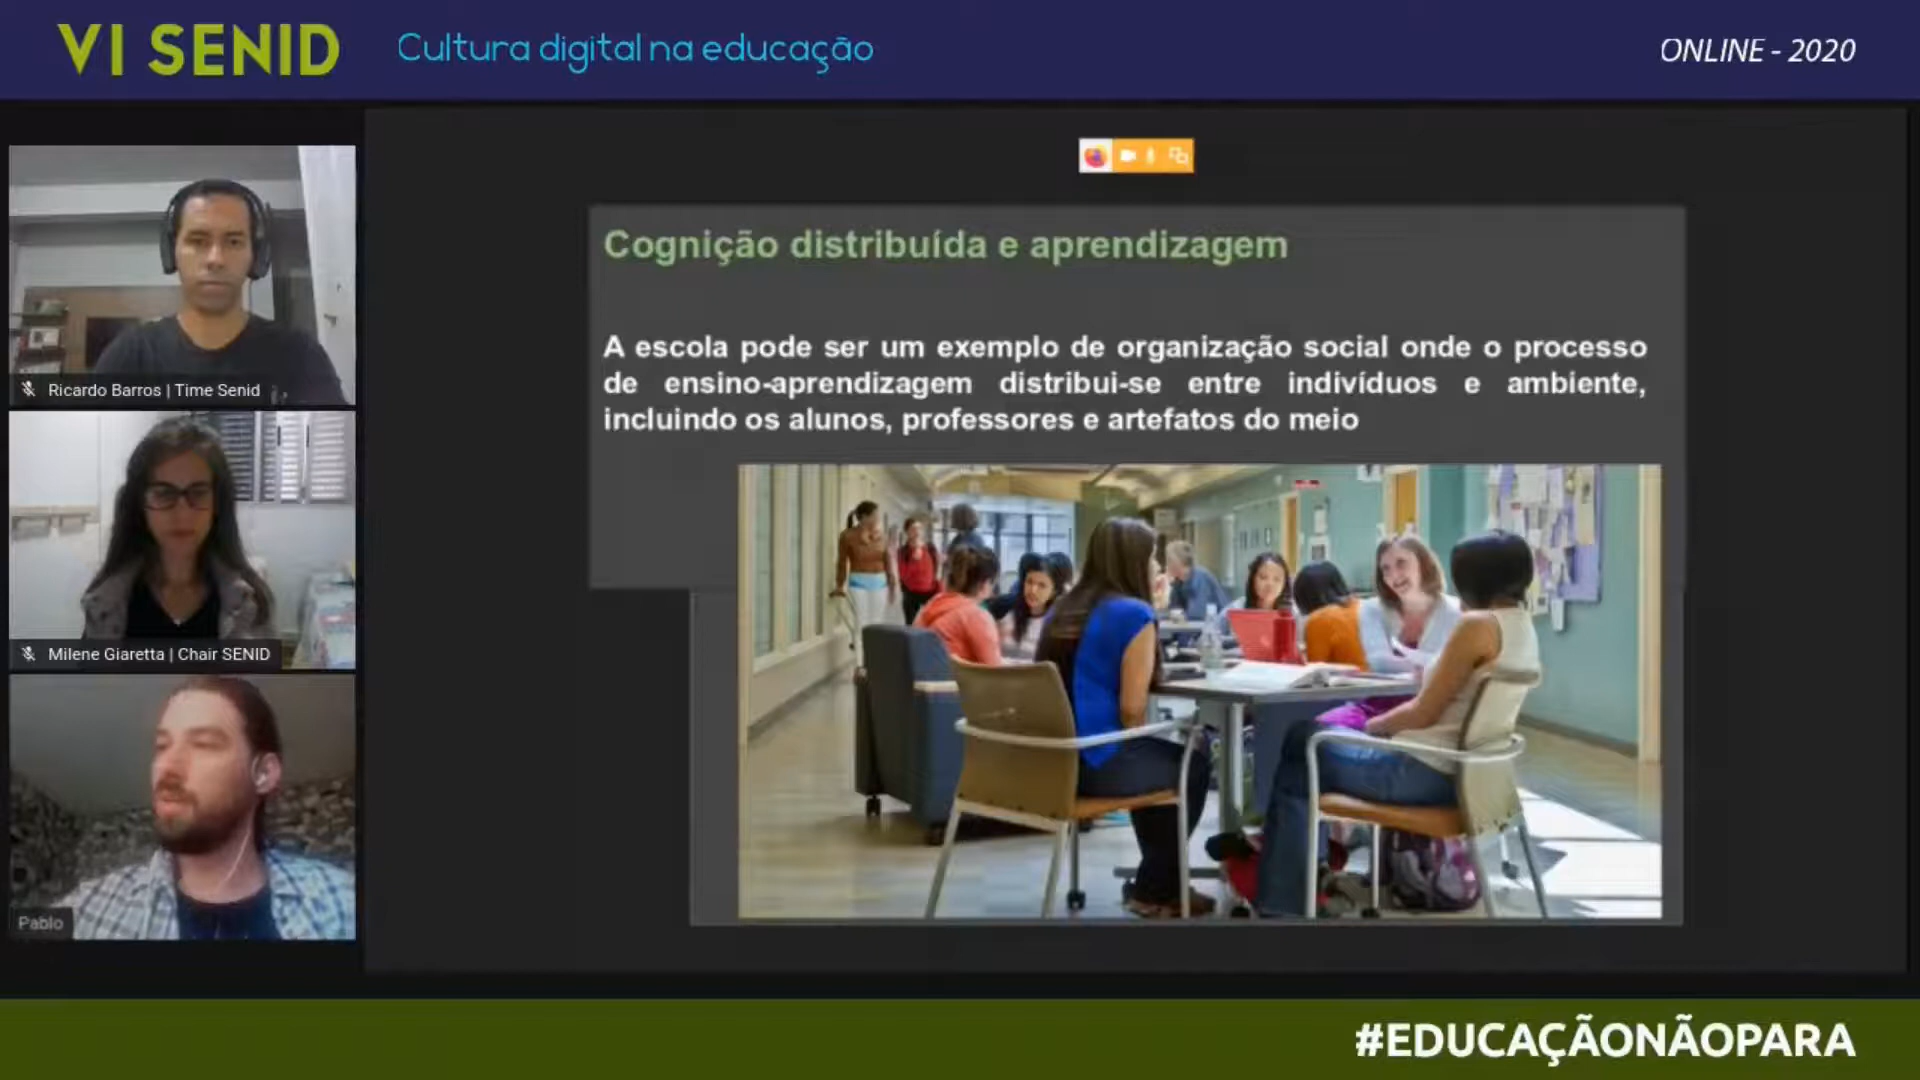 VI SENID
Cultura digital na educação
ONLINE - 2020
Cognição distribuída e aprendizagem
A escola pode ser um exemplo de organização social onde o processo
de ensino-aprendizagem distribui-se entre indivíduos e ambiente,
incluindo os alunos, professores e artefatos do meio
Ricardo Barros | Time Senid
Milene Giaretta | Chair SENID
Pablo
#EDUCAÇÃONÃOPARA